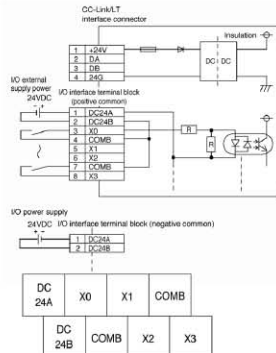 CC-Link/LT
interface connector
Insulation
1 +24V
2 DA
3 DB
4 24G
DC DC
I/O external
supply power
24VDC
+ -
I/O interface terminal block
(positive common)
1 DC24A
2 DC24B
3 X0
4 COMB
5 X1
6 X2
7 COMB
8 X3
R
R
I/O power supply
24VDC
- +
I/O interface terminal block (negative common)
1 DC24A
2 DC24B
DC
24A
X0
X1
COMB
DC
24B
COMB
X2
X3